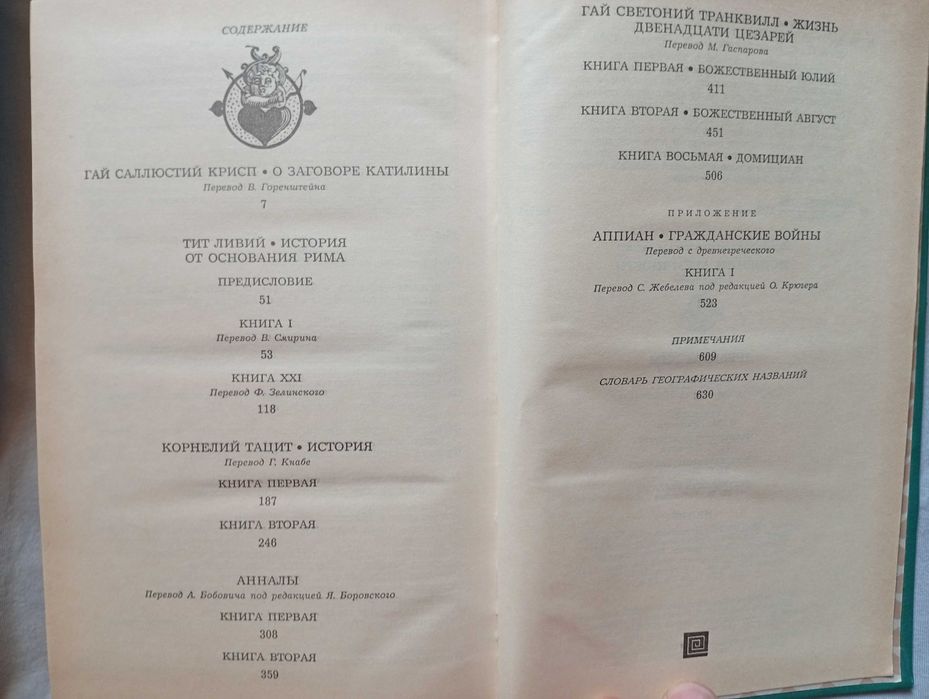 СОДЕРЖАНИЕ
ГАЙ САЛЛЮСТИЙ КРИСП • О ЗАГОВОРЕ КАТИЛИНЫ
Перевод В. Горенштейна
7
ТИТ ЛИВИЙ • ИСТОРИЯ
ОТ ОСНОВАНИЯ РИМА
ПРЕДИСЛОВИЕ
51
КНИГА I
Перевод В. Смирина
53
КНИГА XXI
Перевод Ф. Зелинского
118
КОРНЕЛИЙ ТАЦИТ • ИСТОРИЯ
Перевод Г. Кнабе
КНИГА ПЕРВАЯ
187
КНИГА ВТОРАЯ
246
АННАЛЫ
Перевод А. Бобовича под редакцией Я. Боровского
КНИГА ПЕРВАЯ
308
КНИГА ВТОРАЯ
359
ГАЙ СВЕТОНИЙ ТРАНКВИЛЛ • ЖИЗНЬ
ДВЕНАДЦАТИ ЦЕЗАРЕЙ
Перевод М. Гаспарова
КНИГА ПЕРВАЯ • БОЖЕСТВЕННЫЙ ЮЛИЙ
411
КНИГА ВТОРАЯ • БОЖЕСТВЕННЫЙ АВГУСТ
451
КНИГА ВОСЬМАЯ • ДОМИЦИАН
506
ПРИЛОЖЕНИЕ
АППИАН • ГРАЖДАНСКИЕ ВОЙНЫ
Перевод с древнегреческого
КНИГА I
Перевод С. Жебелева под редакцией О. Крюгера
523
ПРИМЕЧАНИЯ
609
СЛОВАРЬ ГЕОГРАФИЧЕСКИХ НАЗВАНИЙ
630